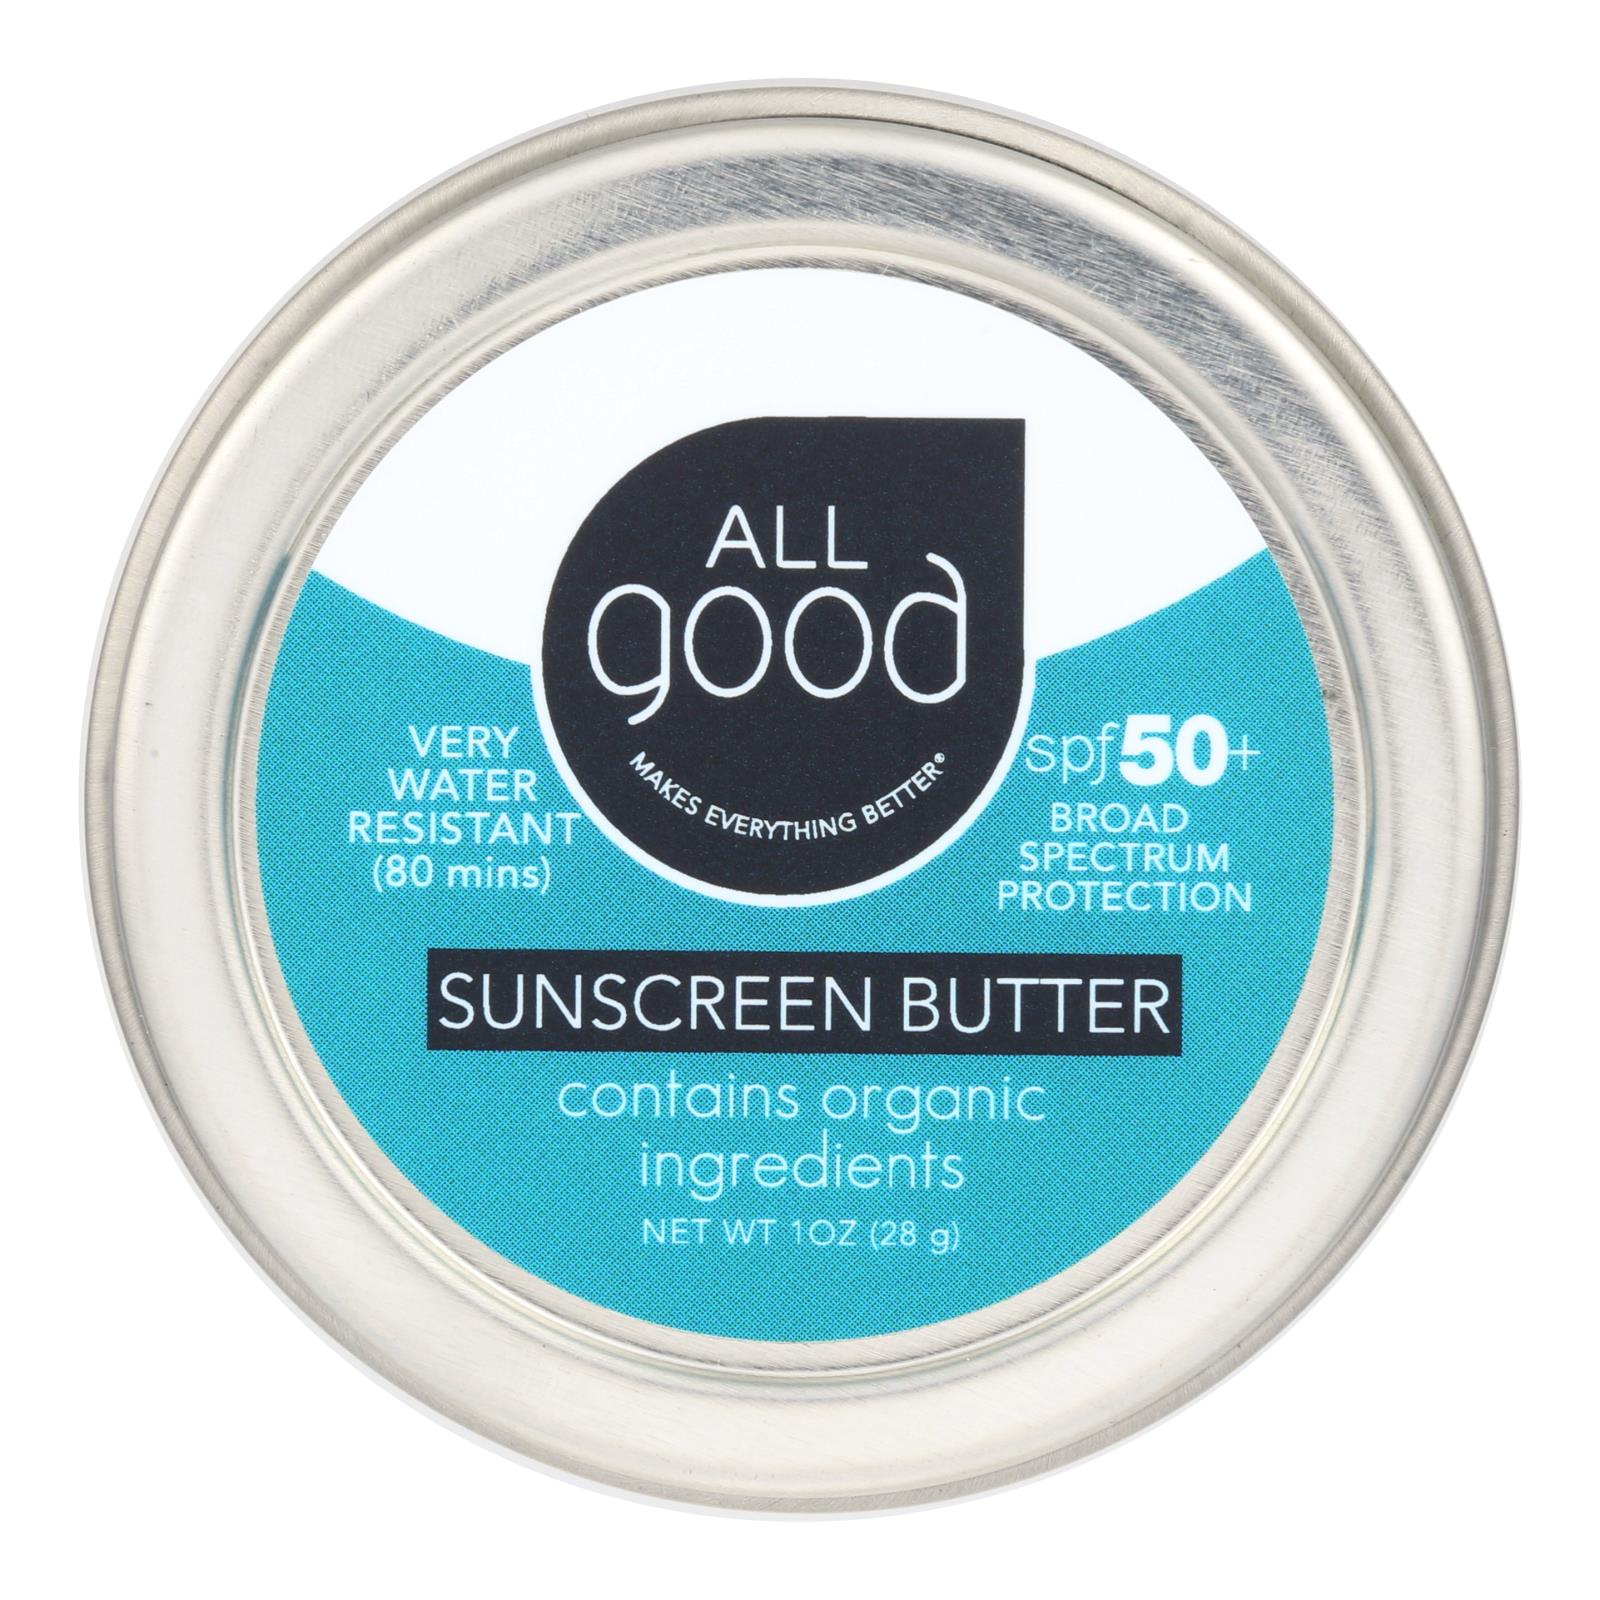 ALL
good
MAKES EVERYTHING BETTER®
VERY
WATER
RESISTANT
(80 mins)
spf50+
BROAD
SPECTRUM
PROTECTION
SUNSCREEN BUTTER
contains organic
ingredients
NET WT 1OZ (28 g)